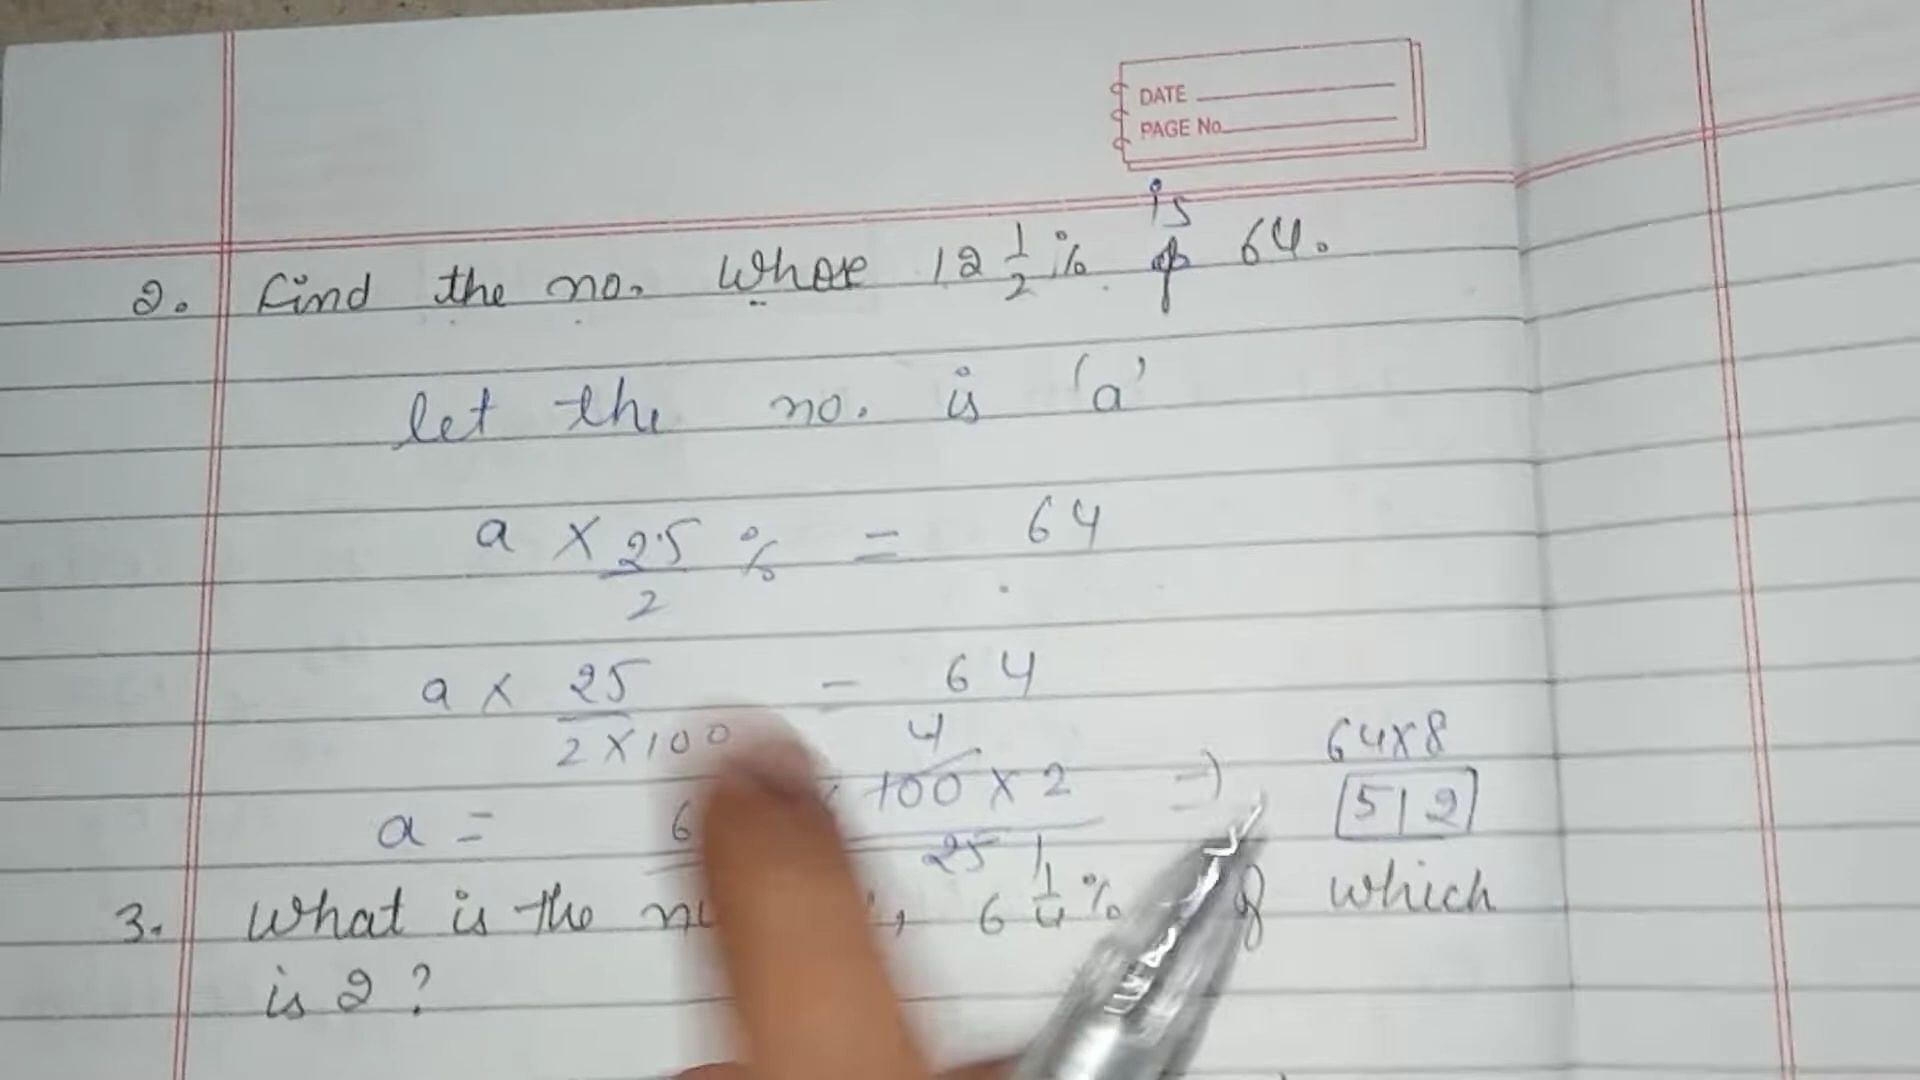 DATE
PAGE No.
is
2. Find the no. whose 12 1/2 % of 64.
let the no. is 'a'
a × 25/2 % = 64
a × 25/2×100 = 64
4
64×8
a = 6 × 100 × 2/25 =) 512
3. What is the 6 1/4 % of which
is 2 ?